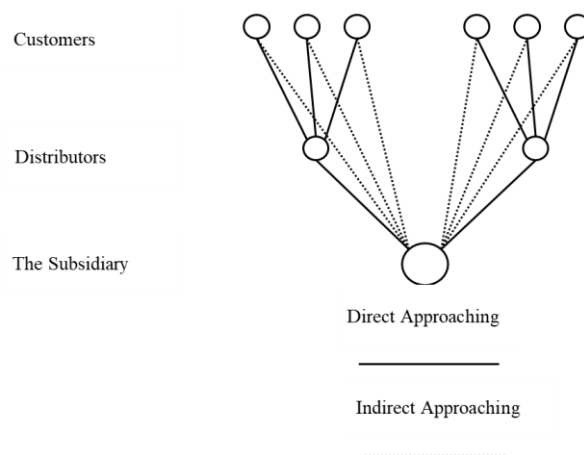 Customers
Distributors
The Subsidiary
Direct Approaching
Indirect Approaching